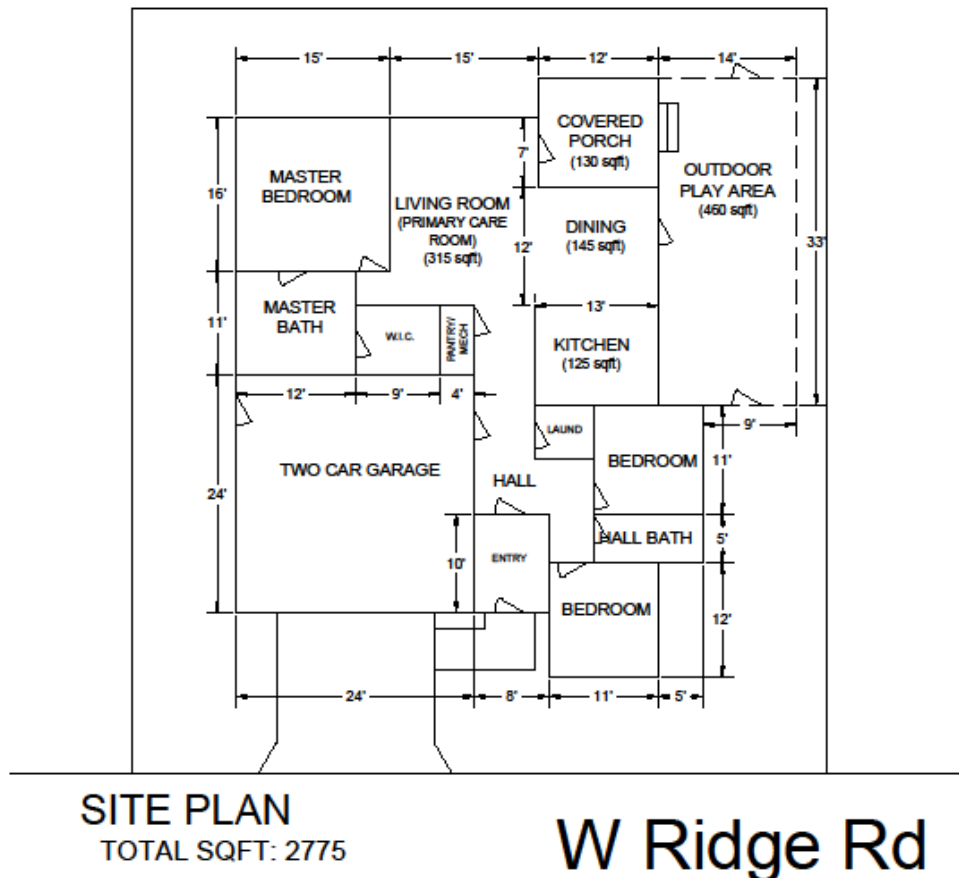 15'
15'
12'
14'
COVERED
PORCH
(130 sqft)
7'
MASTER
BEDROOM
16'
OUTDOOR
PLAY AREA
(460 sqft)
LIVING ROOM
(PRIMARY CARE
ROOM)
(315 sqft)
DINING
(145 sqft)
12'
33'
MASTER
BATH
11'
W.I.C.
PANTRY/
MECH
13'
KITCHEN
(125 sqft)
12'
9'
4'
9'
LAUND
BEDROOM
11'
TWO CAR GARAGE
24'
HALL
HALL BATH
5'
ENTRY
10'
BEDROOM
12'
24'
8'
11'
5'
SITE PLAN
TOTAL SQFT: 2775
W Ridge Rd